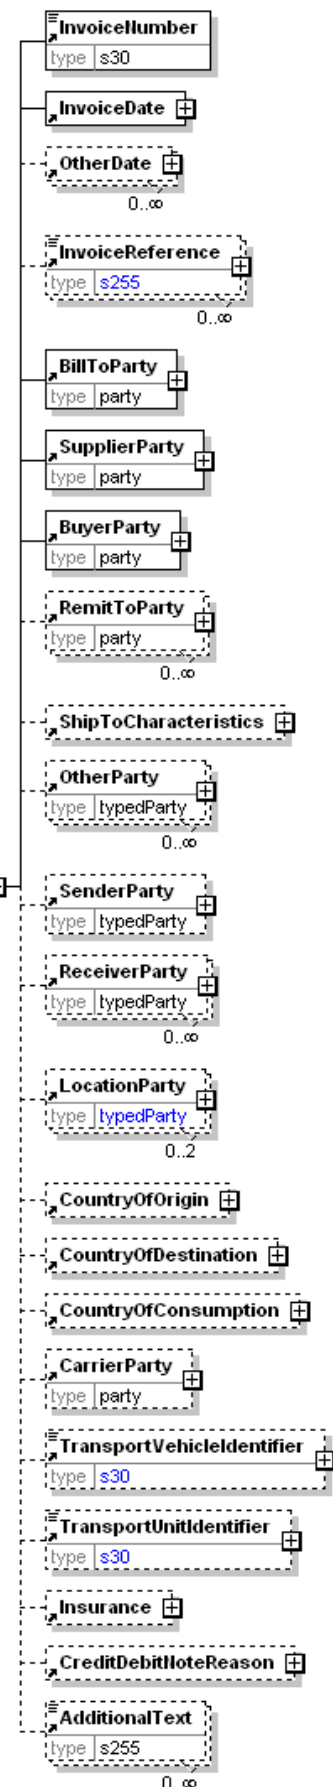 InvoiceNumber
type s30
InvoiceDate
OtherDate
0..∞
InvoiceReference
type s255
0..∞
BillToParty
type party
SupplierParty
type party
BuyerParty
type party
RemitToParty
type party
0..∞
ShipToCharacteristics
OtherParty
type typedParty
0..∞
SenderParty
type typedParty
ReceiverParty
type typedParty
0..∞
LocationParty
type typedParty
0..2
CountryOfOrigin
CountryOfDestination
CountryOfConsumption
CarrierParty
type party
TransportVehicleIdentifier
type s30
TransportUnitIdentifier
type s30
Insurance
CreditDebitNoteReason
AdditionalText
type s255
0..∞